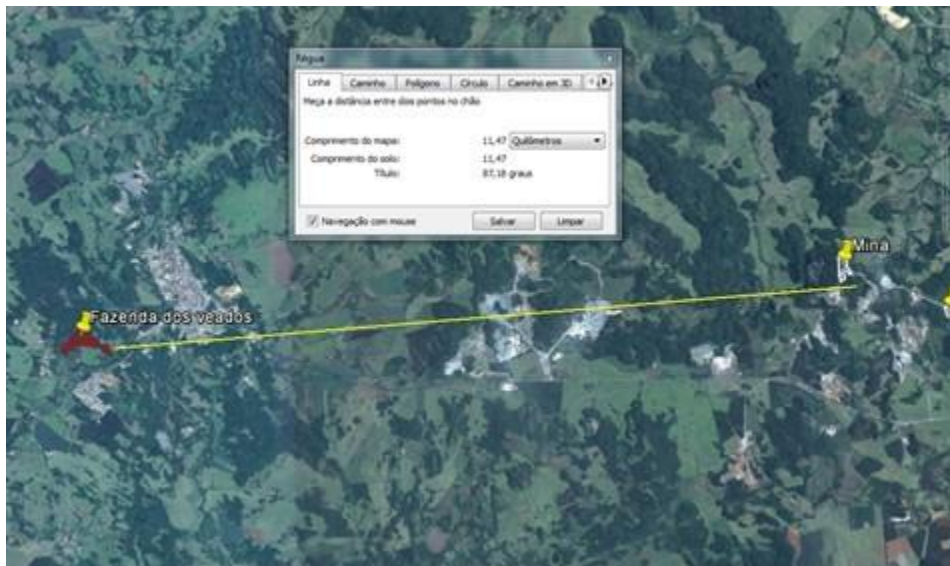 Régua
Linha Caminho Polígono Círculo Caminho em 3D
Meça a distância entre dois pontos no chão
Comprimento do mapa: 11,47 Quilômetros
Comprimento do solo: 11,47
Título: 87,18 graus
Navegação com mouse Salvar Limpar
Mina
Fazenda dos veados